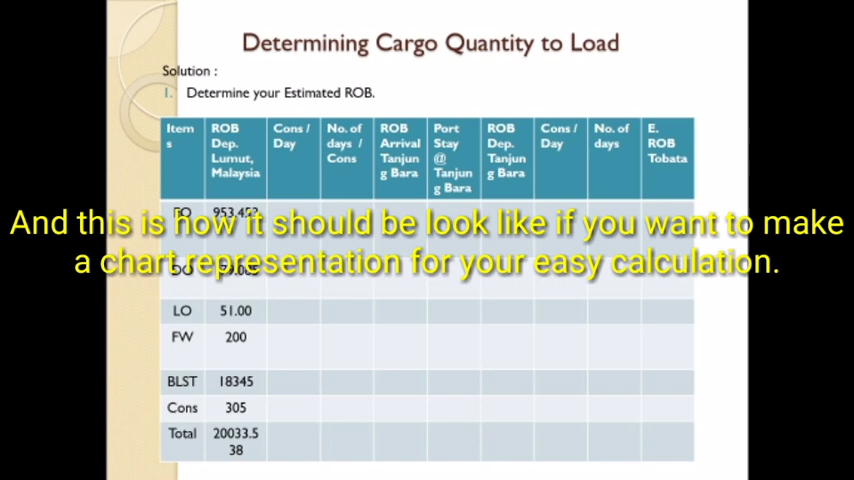 Determining Cargo Quantity to Load
Solution :
1. Determine your Estimated ROB.
Item s | ROB Dep. Lumut, Malaysia | Cons / Day | No. of days / Cons | ROB Arrival Tanjun g Bara | Port Stay @ Tanjun g Bara | ROB Dep. Tanjun g Bara | Cons / Day | No. of days | E. ROB Tobata
FO 953.453
And this is how it should be look like if you want to make
a chart representation for your easy calculation.
DO
LO 51.00
FW 200
BLST 18345
Cons 305
Total 20033.5
38